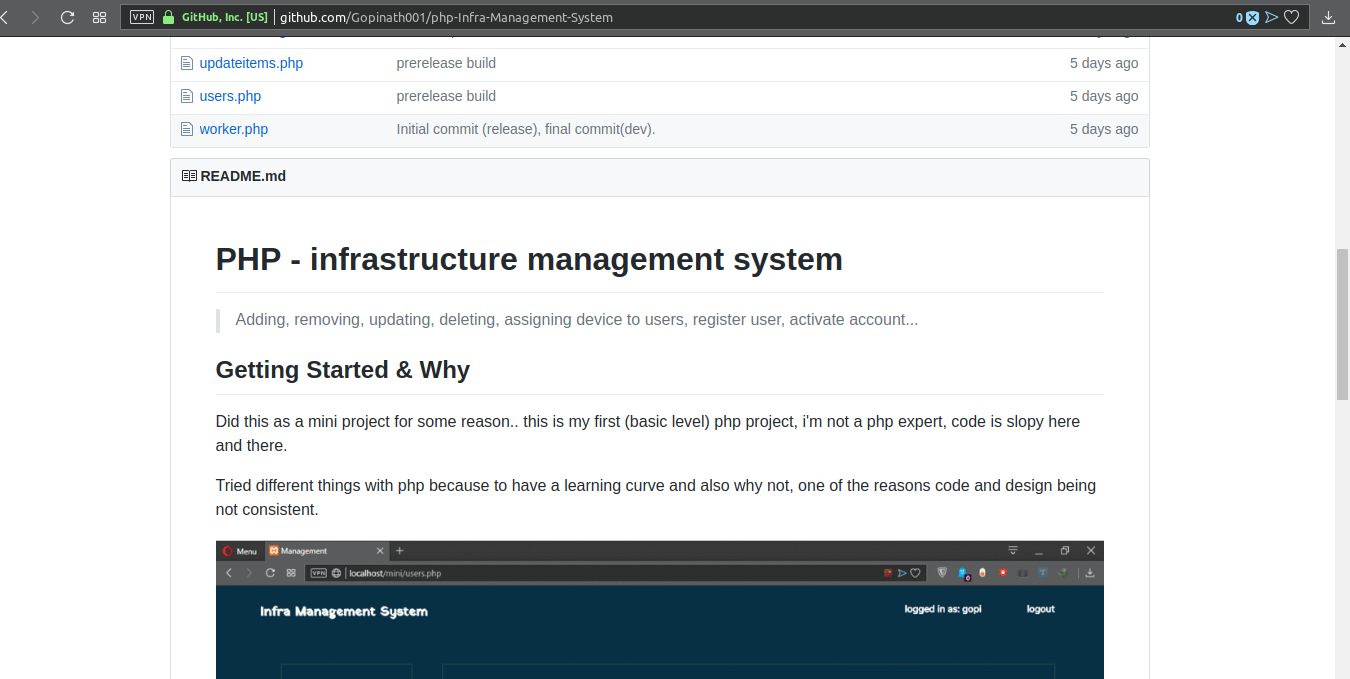 VPN GitHub, Inc. [US] github.com/Gopinath001/php-Infra-Management-System 0
updateitems.php prerelease build 5 days ago
users.php prerelease build 5 days ago
worker.php Initial commit (release), final commit(dev). 5 days ago
README.md
PHP - infrastructure management system
Adding, removing, updating, deleting, assigning device to users, register user, activate account...
Getting Started & Why
Did this as a mini project for some reason.. this is my first (basic level) php project, i'm not a php expert, code is slopy here
and there.
Tried different things with php because to have a learning curve and also why not, one of the reasons code and design being
not consistent.
Menu Management
VPN localhost/mini/users.php
Infra Management System logged in as: gopi logout